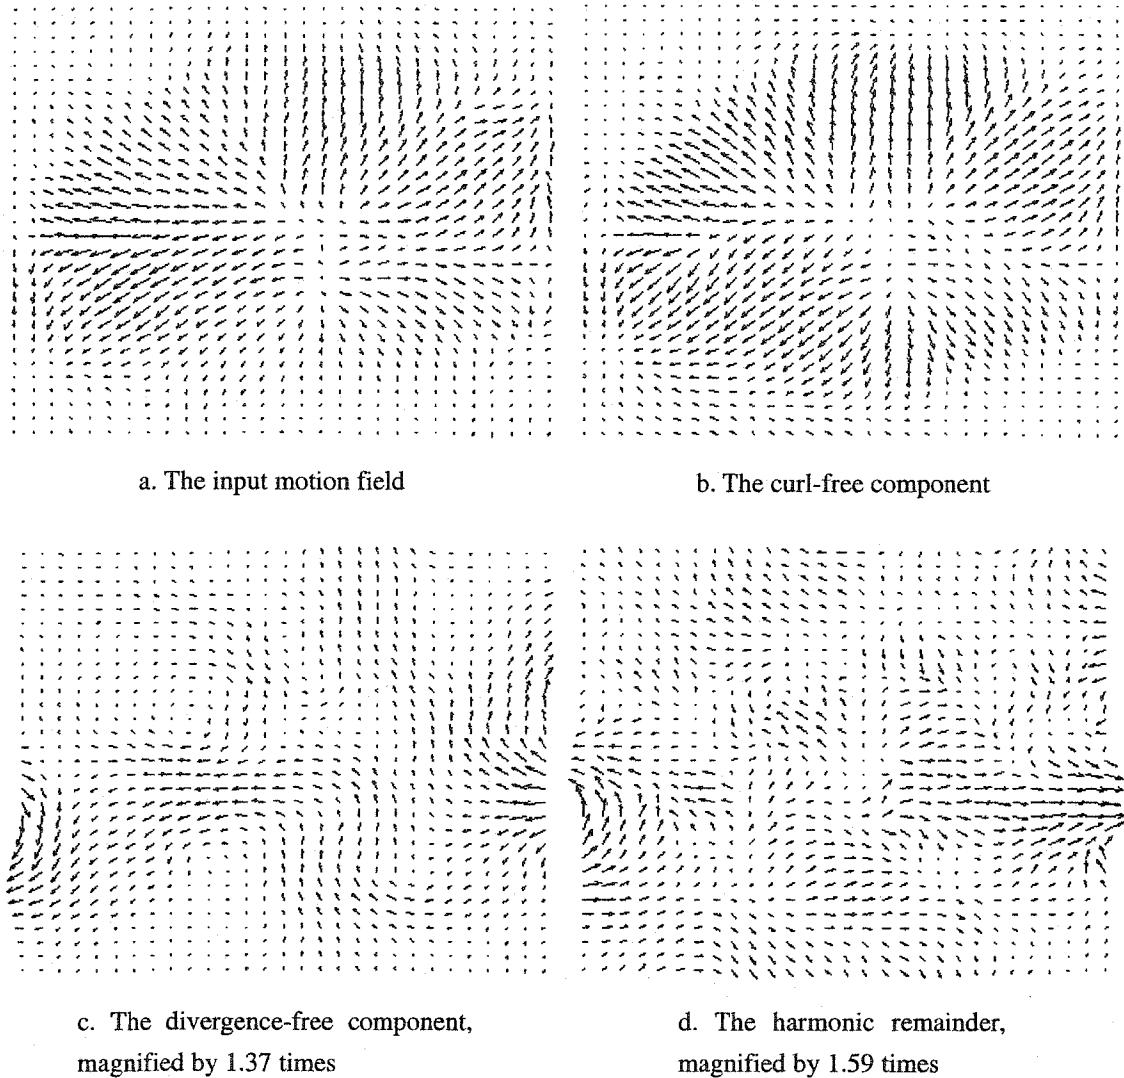 a. The input motion field
b. The curl-free component
c. The divergence-free component,
magnified by 1.37 times
d. The harmonic remainder,
magnified by 1.59 times